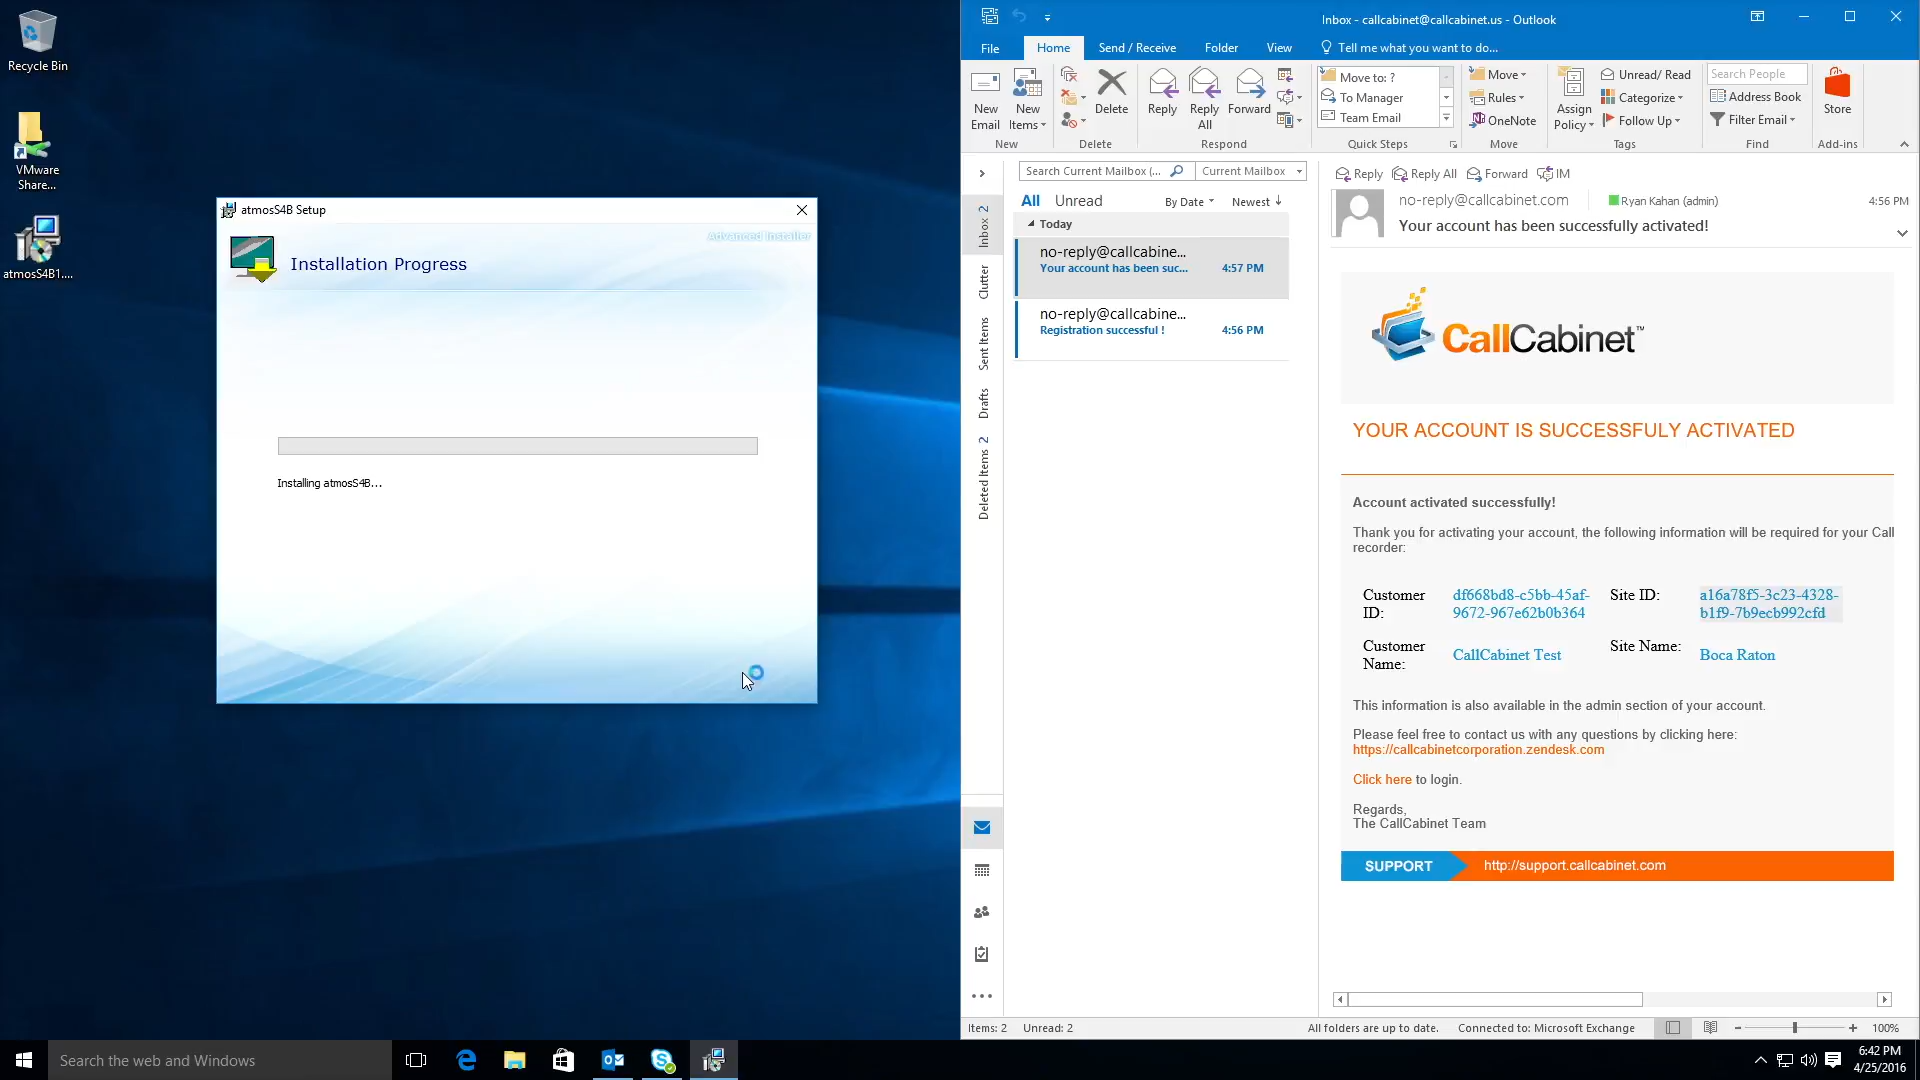 Recycle Bin
VMware
Share...
atmosS4B1....
atmosS4B Setup
Advanced Installer
Installation Progress
Installing atmosS4B...
Inbox - callcabinet@callcabinet.us - Outlook
File
Home
Send / Receive
Folder
View
Tell me what you want to do...
New
Email
New
Items
New
Delete
Delete
Reply
Reply
All
Forward
Respond
Move to: ?
To Manager
Team Email
Quick Steps
Move
Rules
OneNote
Move
Assign
Policy
Unread/ Read
Categorize
Follow Up
Tags
Search People
Address Book
Filter Email
Find
Store
Add-ins
Search Current Mailbox (...
Current Mailbox
All
Unread
By Date
Newest
Today
no-reply@callcabine...
Your account has been suc...
4:57 PM
no-reply@callcabine...
Registration successful !
4:56 PM
Inbox 2
Clutter
Sent Items
Drafts
Deleted Items 2
Reply
Reply All
Forward
IM
no-reply@callcabinet.com
Ryan Kahan (admin)
4:56 PM
Your account has been successfully activated!
CallCabinet™
YOUR ACCOUNT IS SUCCESSFULY ACTIVATED
Account activated successfully!
Thank you for activating your account, the following information will be required for your Call
recorder:
Customer
ID:
df668bd8-c5bb-45af-
9672-967e62b0b364
Site ID:
a16a78f5-3c23-4328-
b1f9-7b9ecb992cfd
Customer
Name:
CallCabinet Test
Site Name:
Boca Raton
This information is also available in the admin section of your account.
Please feel free to contact us with any questions by clicking here:
https://callcabinetcorporation.zendesk.com
Click here to login.
Regards,
The CallCabinet Team
SUPPORT
http://support.callcabinet.com
Items: 2
Unread: 2
All folders are up to date.
Connected to: Microsoft Exchange
100%
Search the web and Windows
6:42 PM
4/25/2016